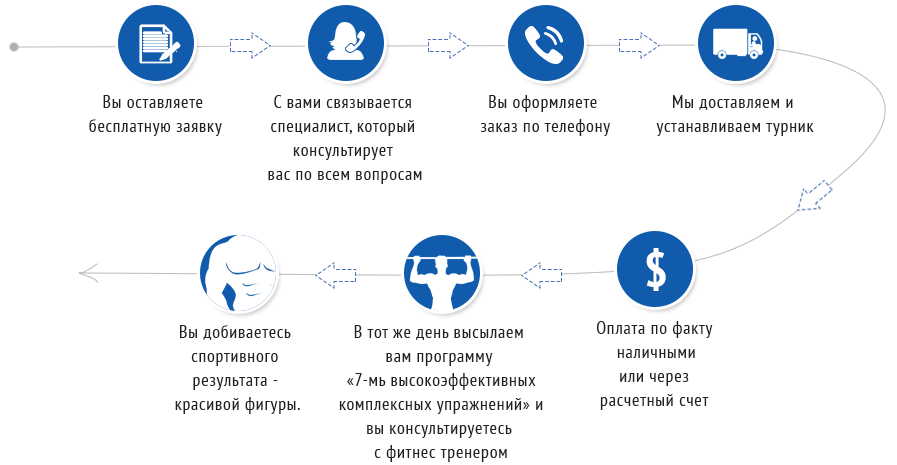 Вы оставляете
бесплатную заявку
С вами связывается
специалист, который
консультирует
вас по всем вопросам
Вы оформляете
заказ по телефону
Мы доставляем и
устанавливаем турник
$
Оплата по факту
наличными
или через
расчетный счет
В тот же день высылаем
вам программу
«7-мь высокоэффективных
комплексных упражнений» и
вы консультируетесь
с фитнес тренером
Вы добиваетесь
спортивного
результата -
красивой фигуры.